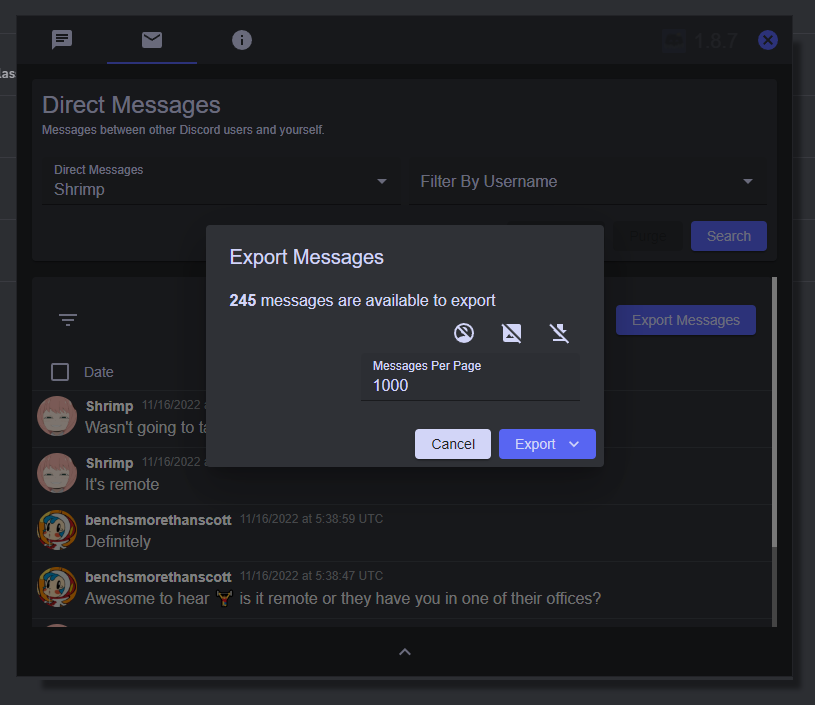 1.8.7
las
Direct Messages
Messages between other Discord users and yourself.
Direct Messages
Shrimp
Filter By Username
Purge
Search
Export Messages
245 messages are available to export
Messages Per Page
1000
Cancel
Export
Export Messages
Date
Shrimp 11/16/2022 a
Wasn't going to ta
Shrimp 11/16/2022 a
It's remote
benchsmorethanscott 11/16/2022 at 5:38:59 UTC
Definitely
benchsmorethanscott 11/16/2022 at 5:38:47 UTC
Awesome to hear is it remote or they have you in one of their offices?